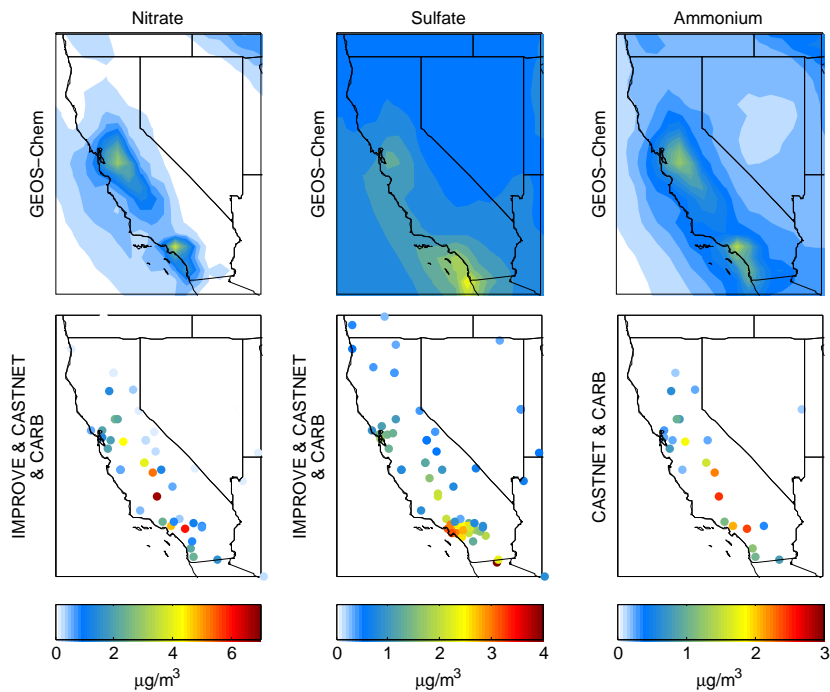 Nitrate Sulfate Ammonium
GEOS−Chem GEOS−Chem GEOS−Chem
IMPROVE & CASTNET
& CARB
IMPROVE & CASTNET
& CARB
CASTNET & CARB
0 2 4 6 0 1 2 3 4 0 1 2 3
μg/m³ μg/m³ μg/m³